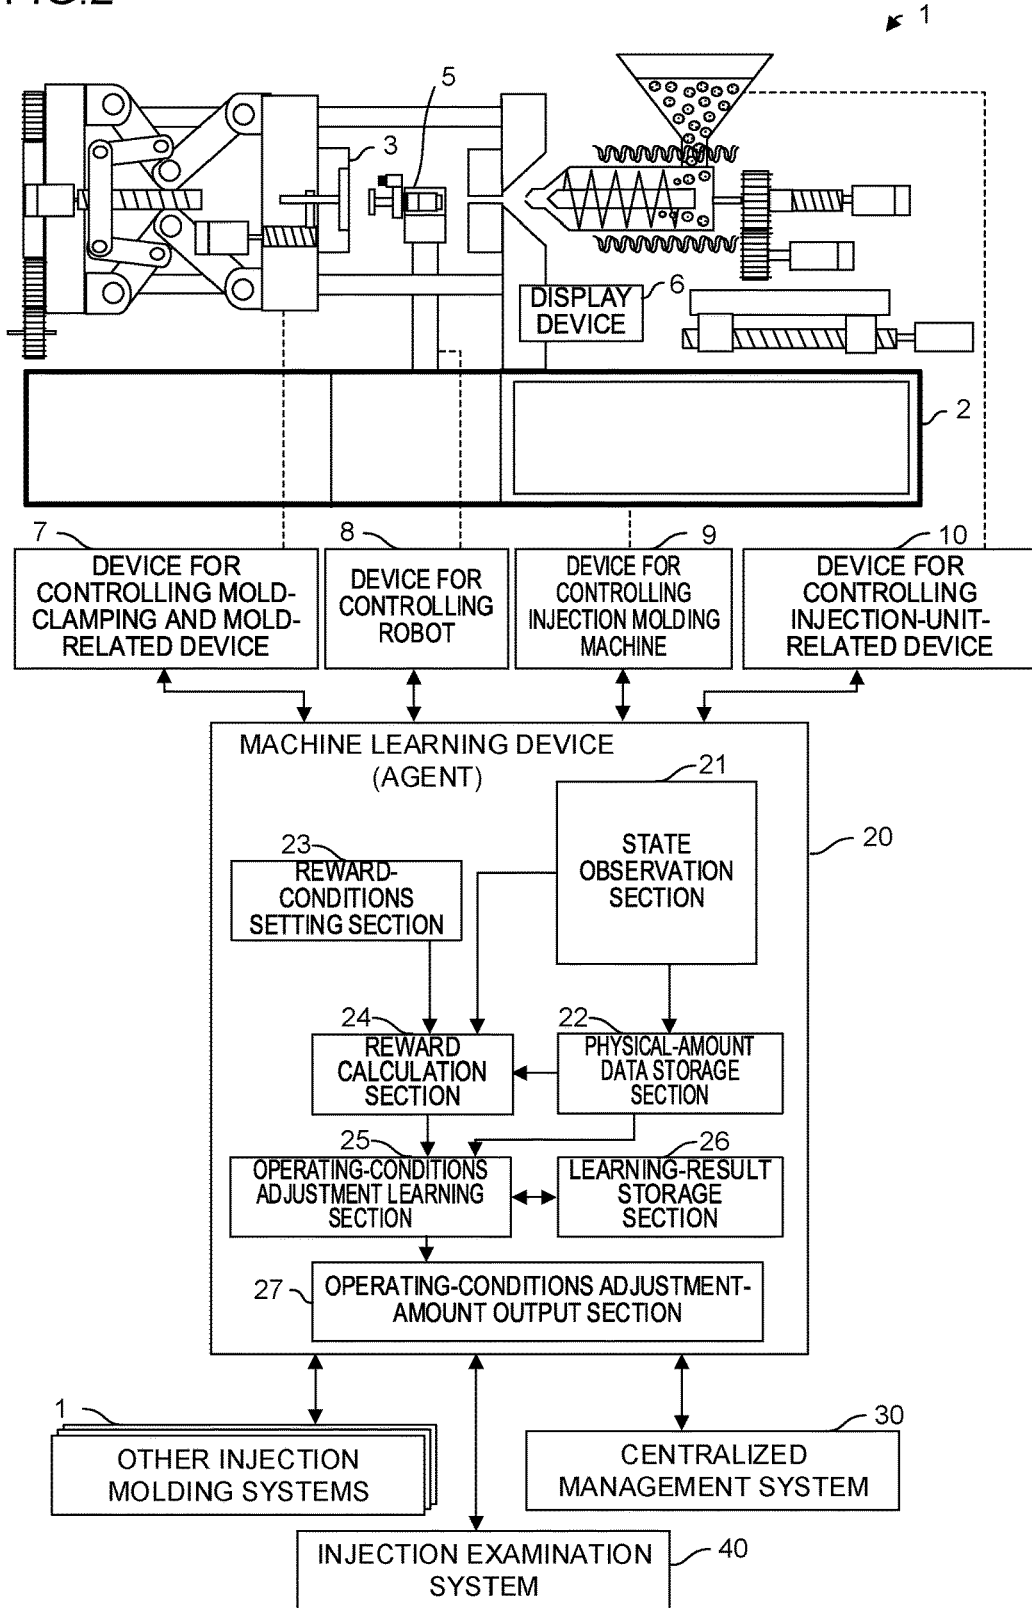 FIG.2
1
5
3
DISPLAY
DEVICE
6
2
7
DEVICE FOR
CONTROLLING MOLD-
CLAMPING AND MOLD-
RELATED DEVICE
8
DEVICE FOR
CONTROLLING
ROBOT
9
DEVICE FOR
CONTROLLING
INJECTION MOLDING
MACHINE
10
DEVICE FOR
CONTROLLING
INJECTION-UNIT-
RELATED DEVICE
MACHINE LEARNING DEVICE
(AGENT)
20
21
STATE
OBSERVATION
SECTION
23
REWARD-
CONDITIONS
SETTING SECTION
24
REWARD
CALCULATION
SECTION
22
PHYSICAL-AMOUNT
DATA STORAGE
SECTION
25
OPERATING-CONDITIONS
ADJUSTMENT LEARNING
SECTION
26
LEARNING-RESULT
STORAGE
SECTION
27
OPERATING-CONDITIONS ADJUSTMENT-
AMOUNT OUTPUT SECTION
1
OTHER INJECTION
MOLDING SYSTEMS
30
CENTRALIZED
MANAGEMENT SYSTEM
40
INJECTION EXAMINATION
SYSTEM